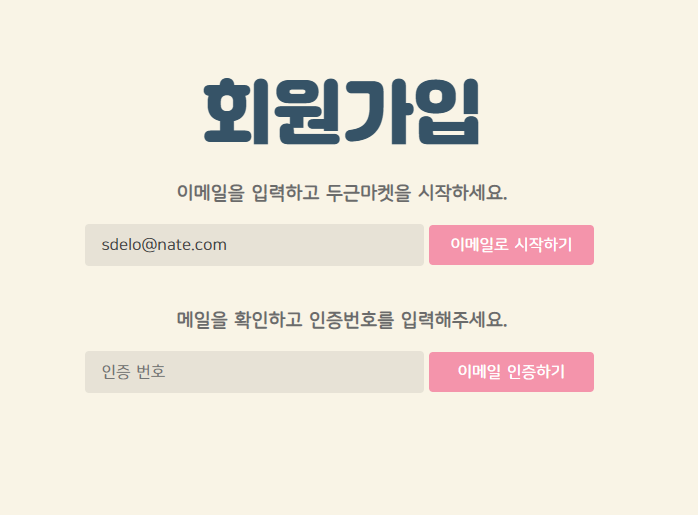 회원가입
이메일을 입력하고 두근마켓을 시작하세요.
sdelo@nate.com 이메일로 시작하기
메일을 확인하고 인증번호를 입력해주세요.
인증 번호 이메일 인증하기